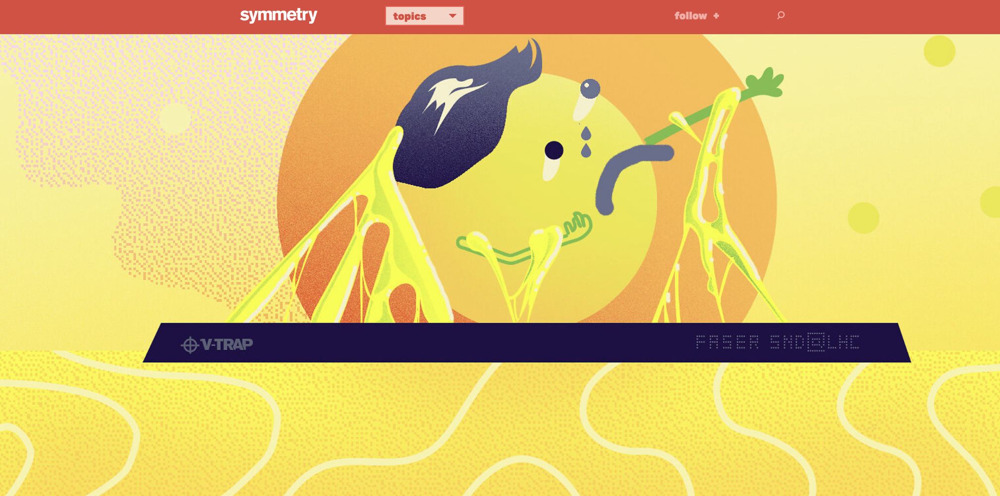 symmetry
topics
follow +
V-TRAP
FASER SND@LHC